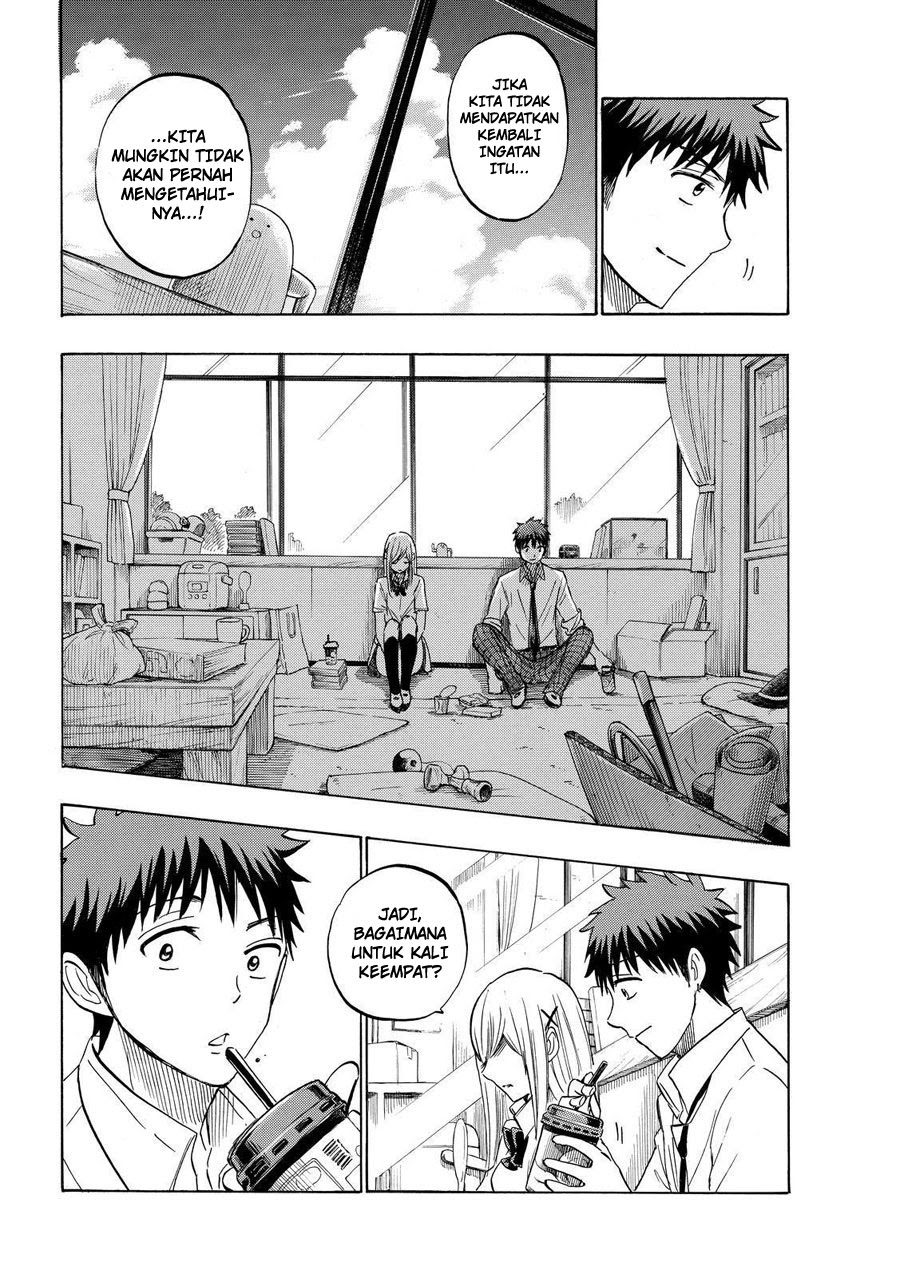 JIKA
KITA TIDAK
MENDAPATKAN
KEMBALI
INGATAN
ITU...
...KITA
MUNGKIN TIDAK
AKAN PERNAH
MENGETAHUI-
NYA...!
JADI,
BAGAIMANA
UNTUK KALI
KEEMPAT?